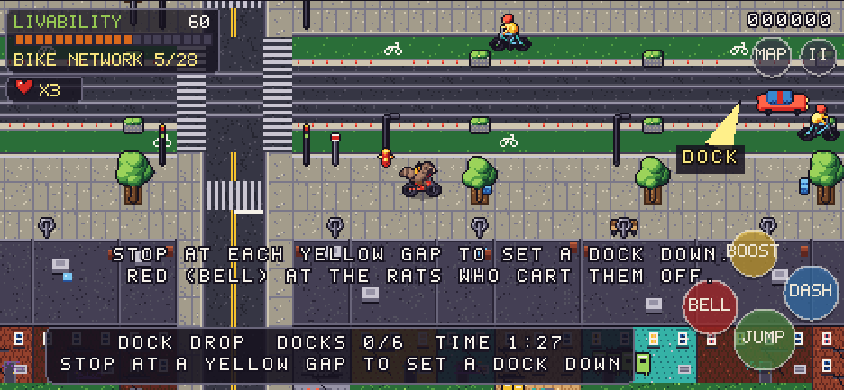 LIVABILITY 60
000000
BIKE NETWORK 5/28
MAP
II
X3
DOCK
STOP AT EACH YELLOW GAP TO SET A DOCK DOWN.
RED (BELL) AT THE RATS WHO CART THEM OFF.
BOOST
DASH
BELL
JUMP
DOCK DROP DOCKS 0/6 TIME 1:27
STOP AT A YELLOW GAP TO SET A DOCK DOWN